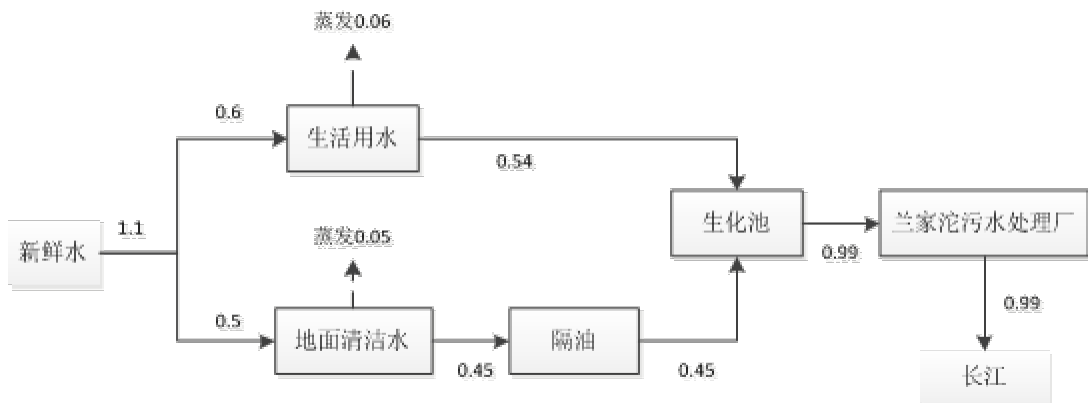 蒸发0.06
0.6
生活用水
0.54
新鲜水
1.1
蒸发0.05
生化池
0.99
兰家沱污水处理厂
0.5
地面清洁水
0.45
隔油
0.45
0.99
长江